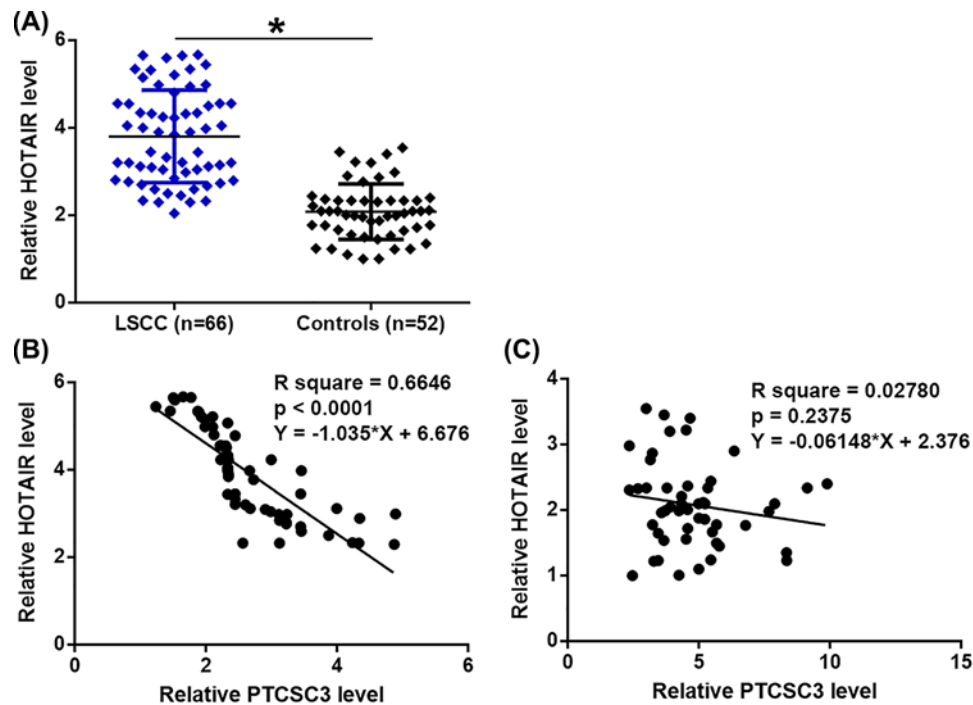 (A)
*
Relative HOTAIR level
6
4
2
0
LSCC (n=66)
Controls (n=52)
(B)
R square = 0.6646
p < 0.0001
Y = -1.035*X + 6.676
Relative HOTAIR level
6
4
2
0
0
2
4
6
Relative PTCSC3 level
(C)
R square = 0.02780
p = 0.2375
Y = -0.06148*X + 2.376
Relative HOTAIR level
4
3
2
1
0
0
5
10
15
Relative PTCSC3 level